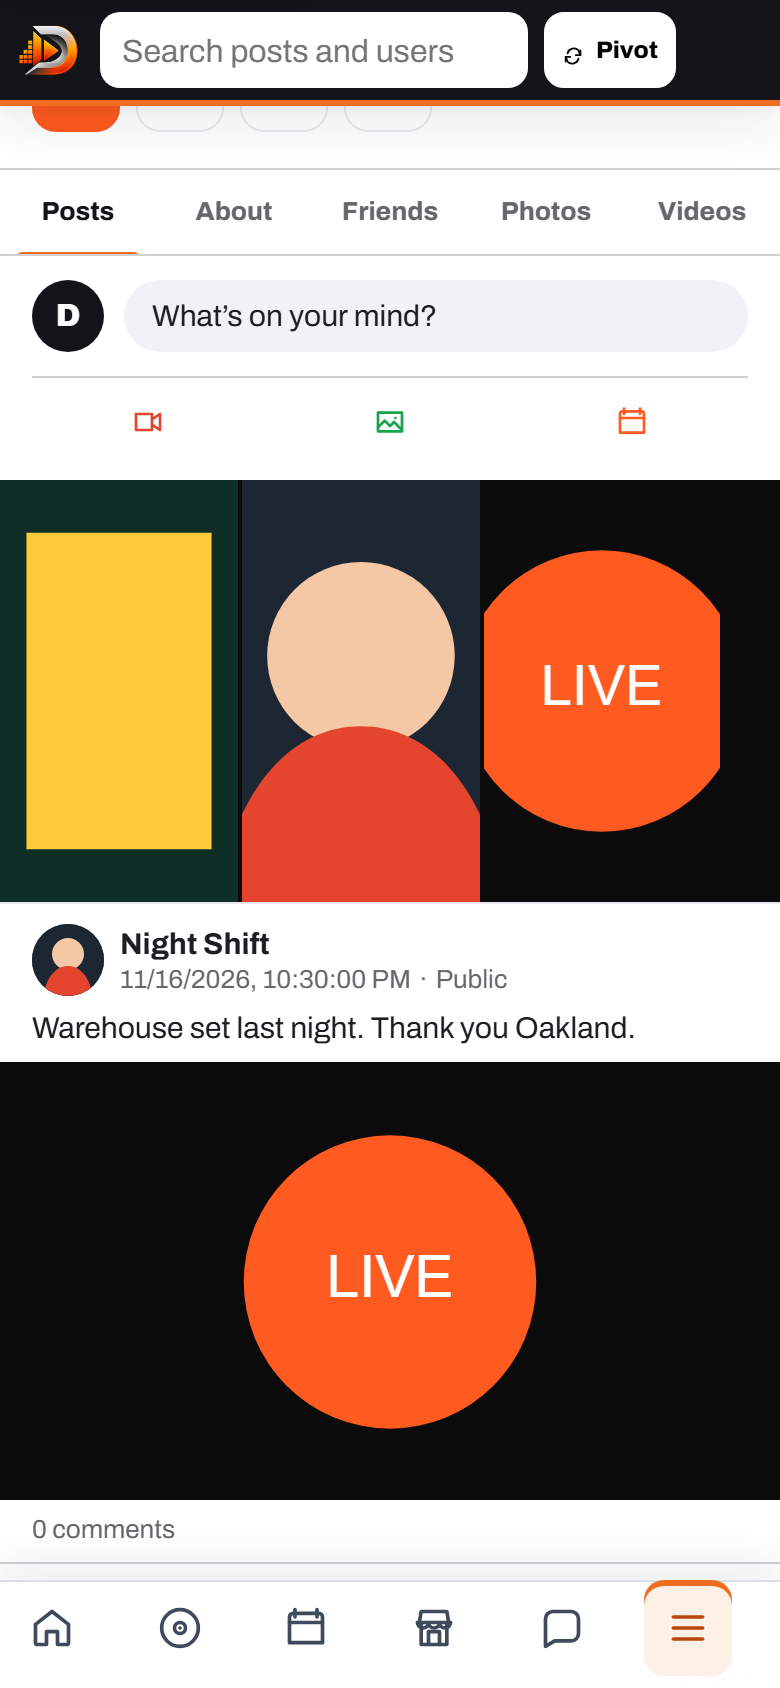 Search posts and users
Pivot
Posts
About
Friends
Photos
Videos
D
What’s on your mind?
LIVE
Night Shift
11/16/2026, 10:30:00 PM · Public
Warehouse set last night. Thank you Oakland.
LIVE
0 comments